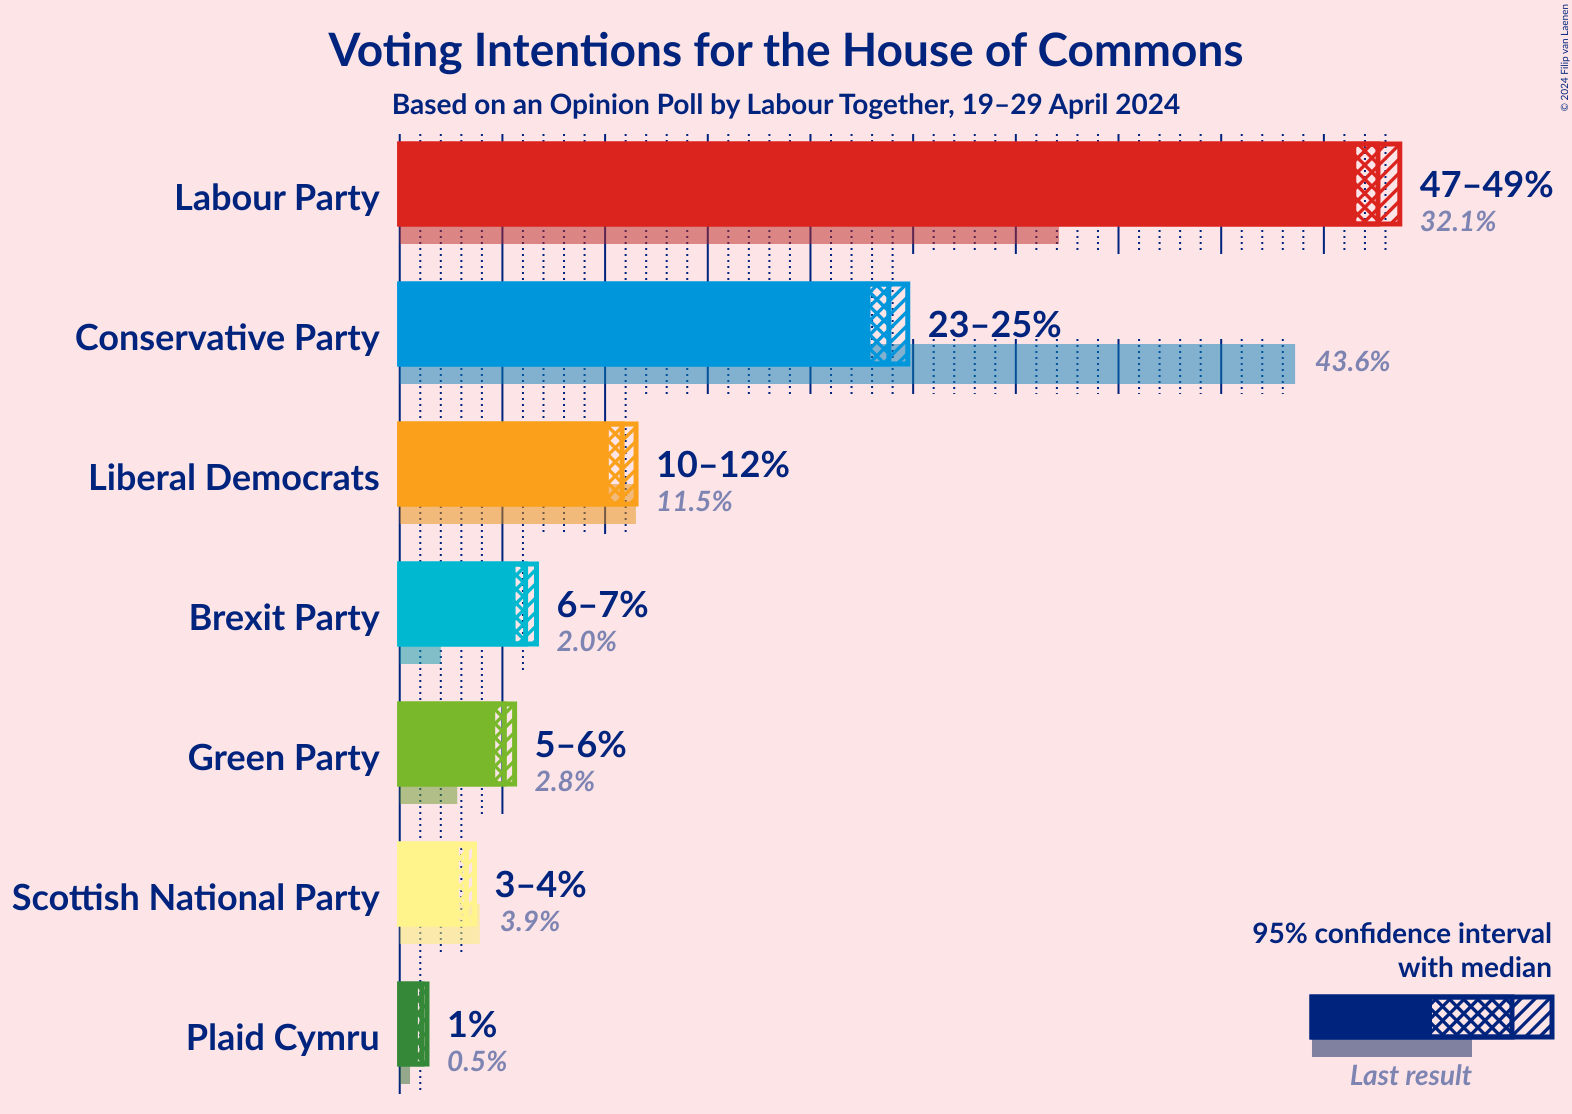 Voting Intentions for the House of Commons
Based on an Opinion Poll by Labour Together, 19–29 April 2024
© 2024 Filip van Laenen
Labour Party
47–49%
32.1%
Conservative Party
23–25%
43.6%
Liberal Democrats
10–12%
11.5%
Brexit Party
6–7%
2.0%
Green Party
5–6%
2.8%
Scottish National Party
3–4%
3.9%
Plaid Cymru
1%
0.5%
95% confidence interval
with median
Last result